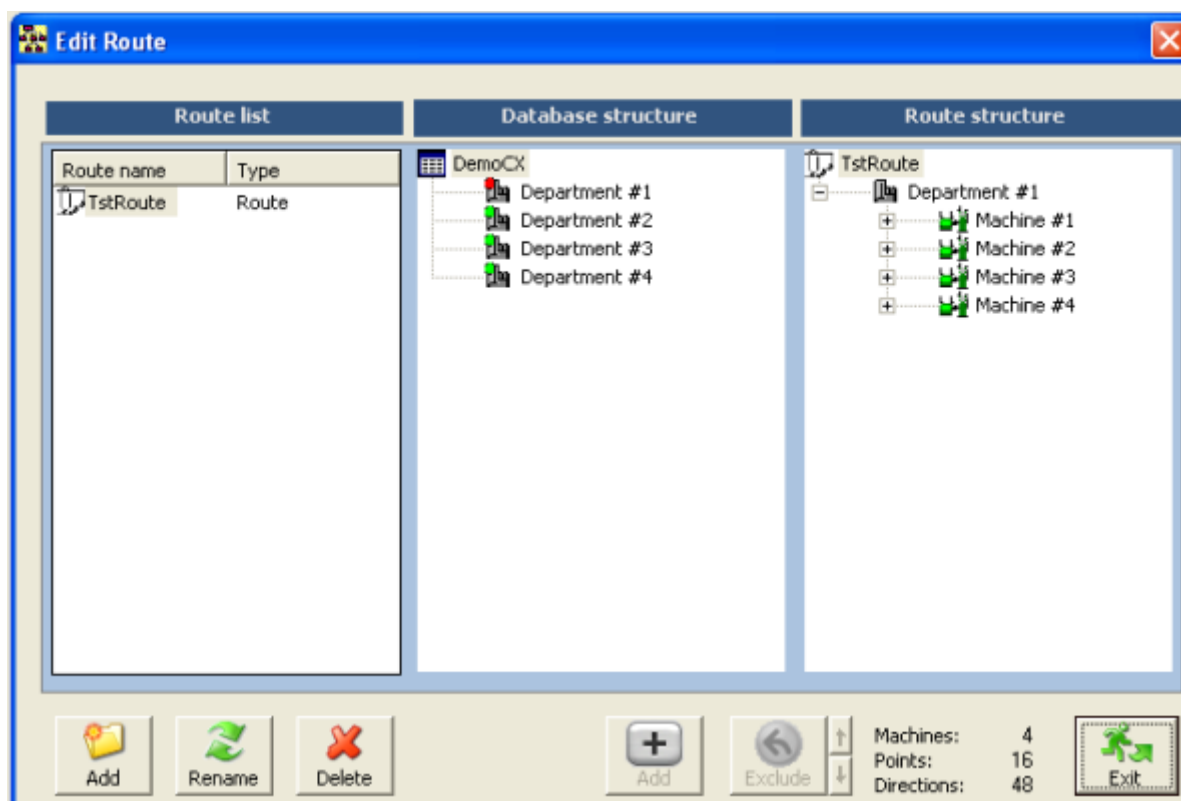 Edit Route
Route list
Database structure
Route structure
Route name Type
TstRoute Route
DemoCX
Department #1
Department #2
Department #3
Department #4
TstRoute
Department #1
Machine #1
Machine #2
Machine #3
Machine #4
Add
Rename
Delete
Add
Exclude
Machines: 4
Points: 16
Directions: 48
Exit